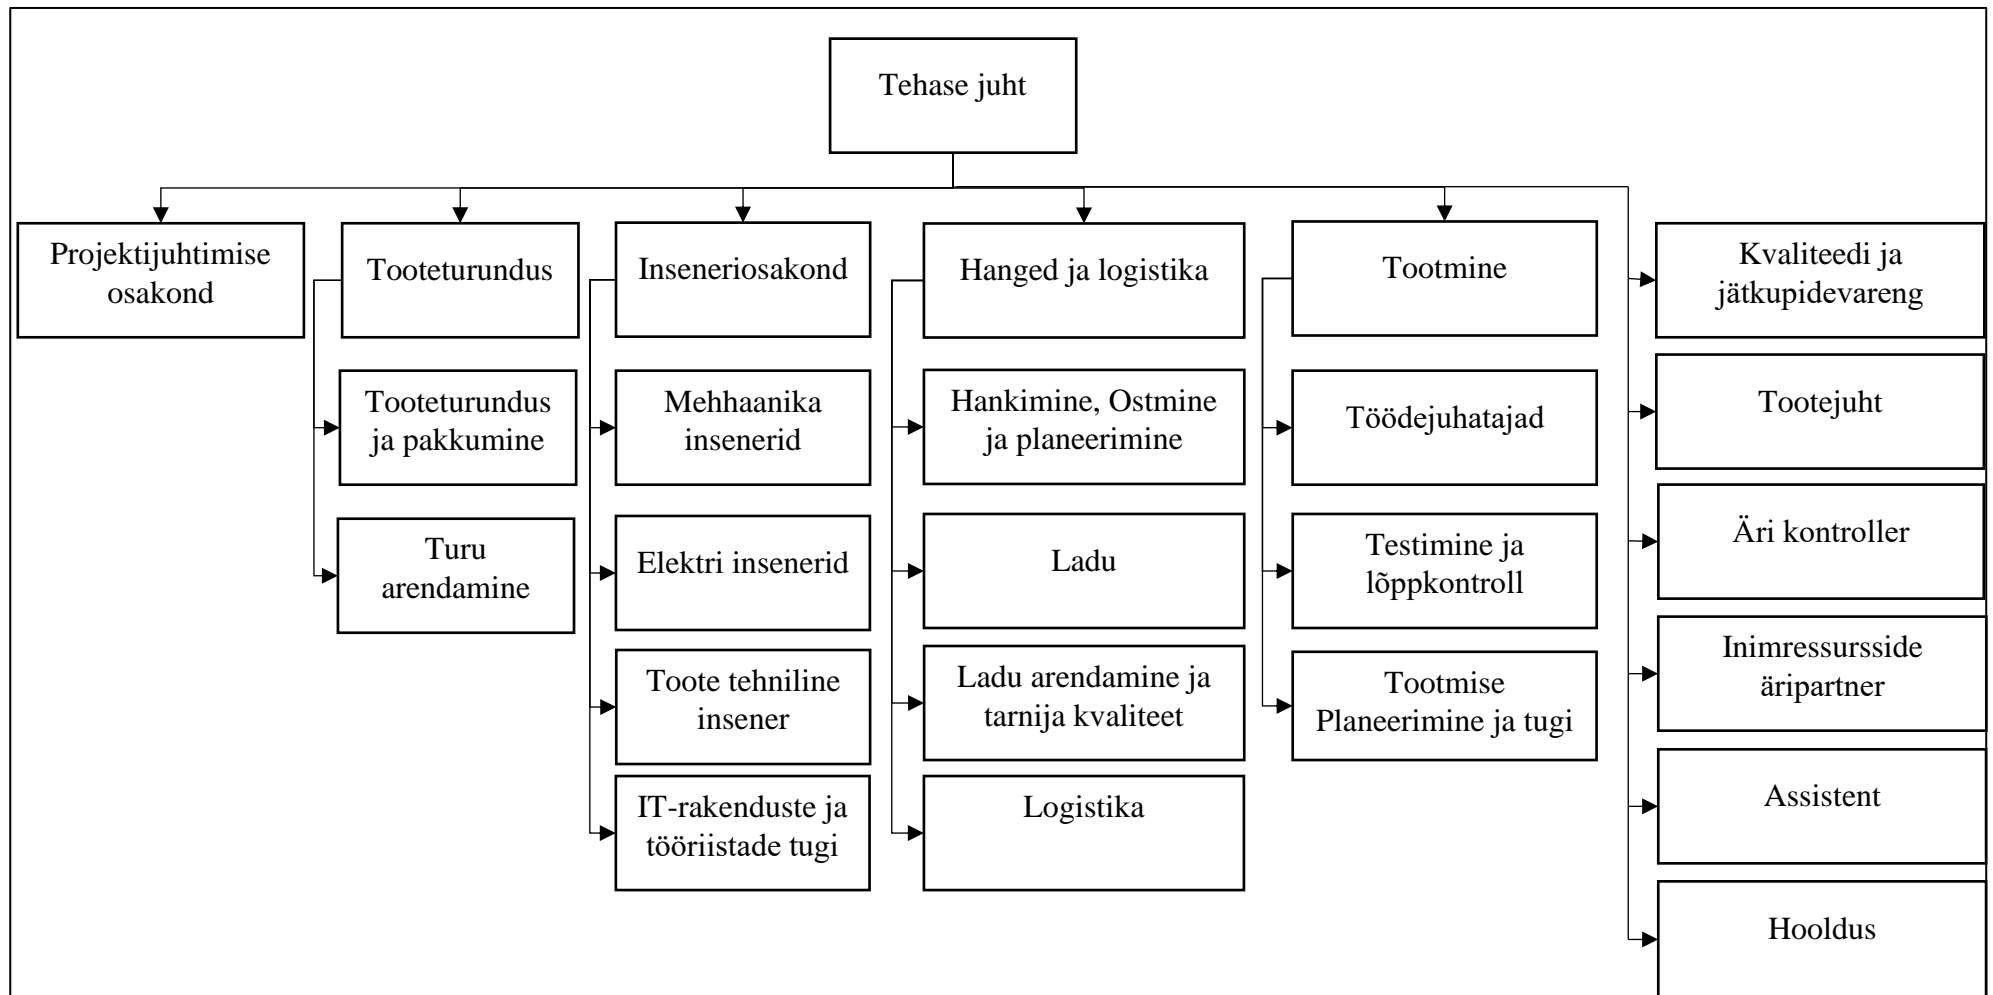 Tehase juht
Projektijuhtimise
osakond
Tooteturundus
Inseneriosakond
Hanged ja logistika
Tootmine
Kvaliteedi ja
jätkupidevareng
Tooteturundus
ja pakkumine
Mehhaanika
insenerid
Hankimine, Ostmine
ja planeerimine
Töödejuhatajad
Tootejuht
Turu
arendamine
Elektri insenerid
Ladu
Testimine ja
lõppkontroll
Äri kontroller
Toote tehniline
insener
Ladu arendamine ja
tarnija kvaliteet
Tootmise
Planeerimine ja tugi
Inimressursside
äripartner
IT-rakenduste ja
tööriistade tugi
Logistika
Assistent
Hooldus